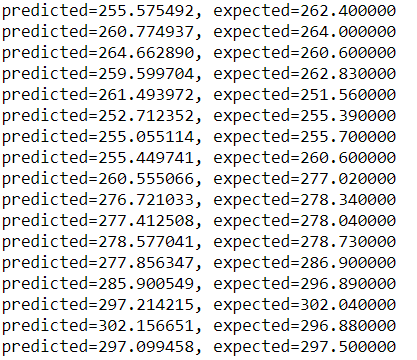 predicted=255.575492, expected=262.400000
predicted=260.774937, expected=264.000000
predicted=264.662890, expected=260.600000
predicted=259.599704, expected=262.830000
predicted=261.493972, expected=251.560000
predicted=252.712352, expected=255.390000
predicted=255.055114, expected=255.700000
predicted=255.449741, expected=260.600000
predicted=260.555066, expected=277.020000
predicted=276.721033, expected=278.340000
predicted=277.412508, expected=278.040000
predicted=278.577041, expected=278.730000
predicted=277.856347, expected=286.900000
predicted=285.900549, expected=296.890000
predicted=297.214215, expected=302.040000
predicted=302.156651, expected=296.880000
predicted=297.099458, expected=297.500000